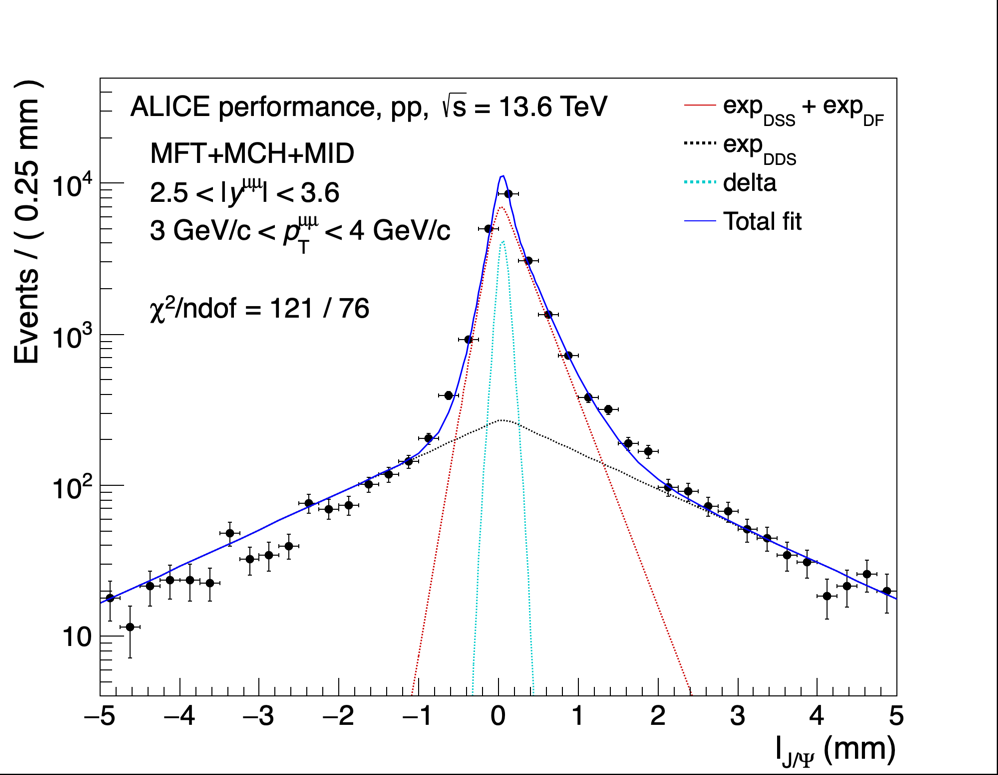 ALICE performance, pp, √s = 13.6 TeV
MFT+MCH+MID
2.5 < |y^μμ| < 3.6
3 GeV/c < p_T^μμ < 4 GeV/c
χ²/ndof = 121 / 76
exp_DSS + exp_DF
exp_DDS
delta
Total fit
Events / ( 0.25 mm )
10⁴
10³
10²
10
−5 −4 −3 −2 −1 0 1 2 3 4 5
l_J/Ψ (mm)